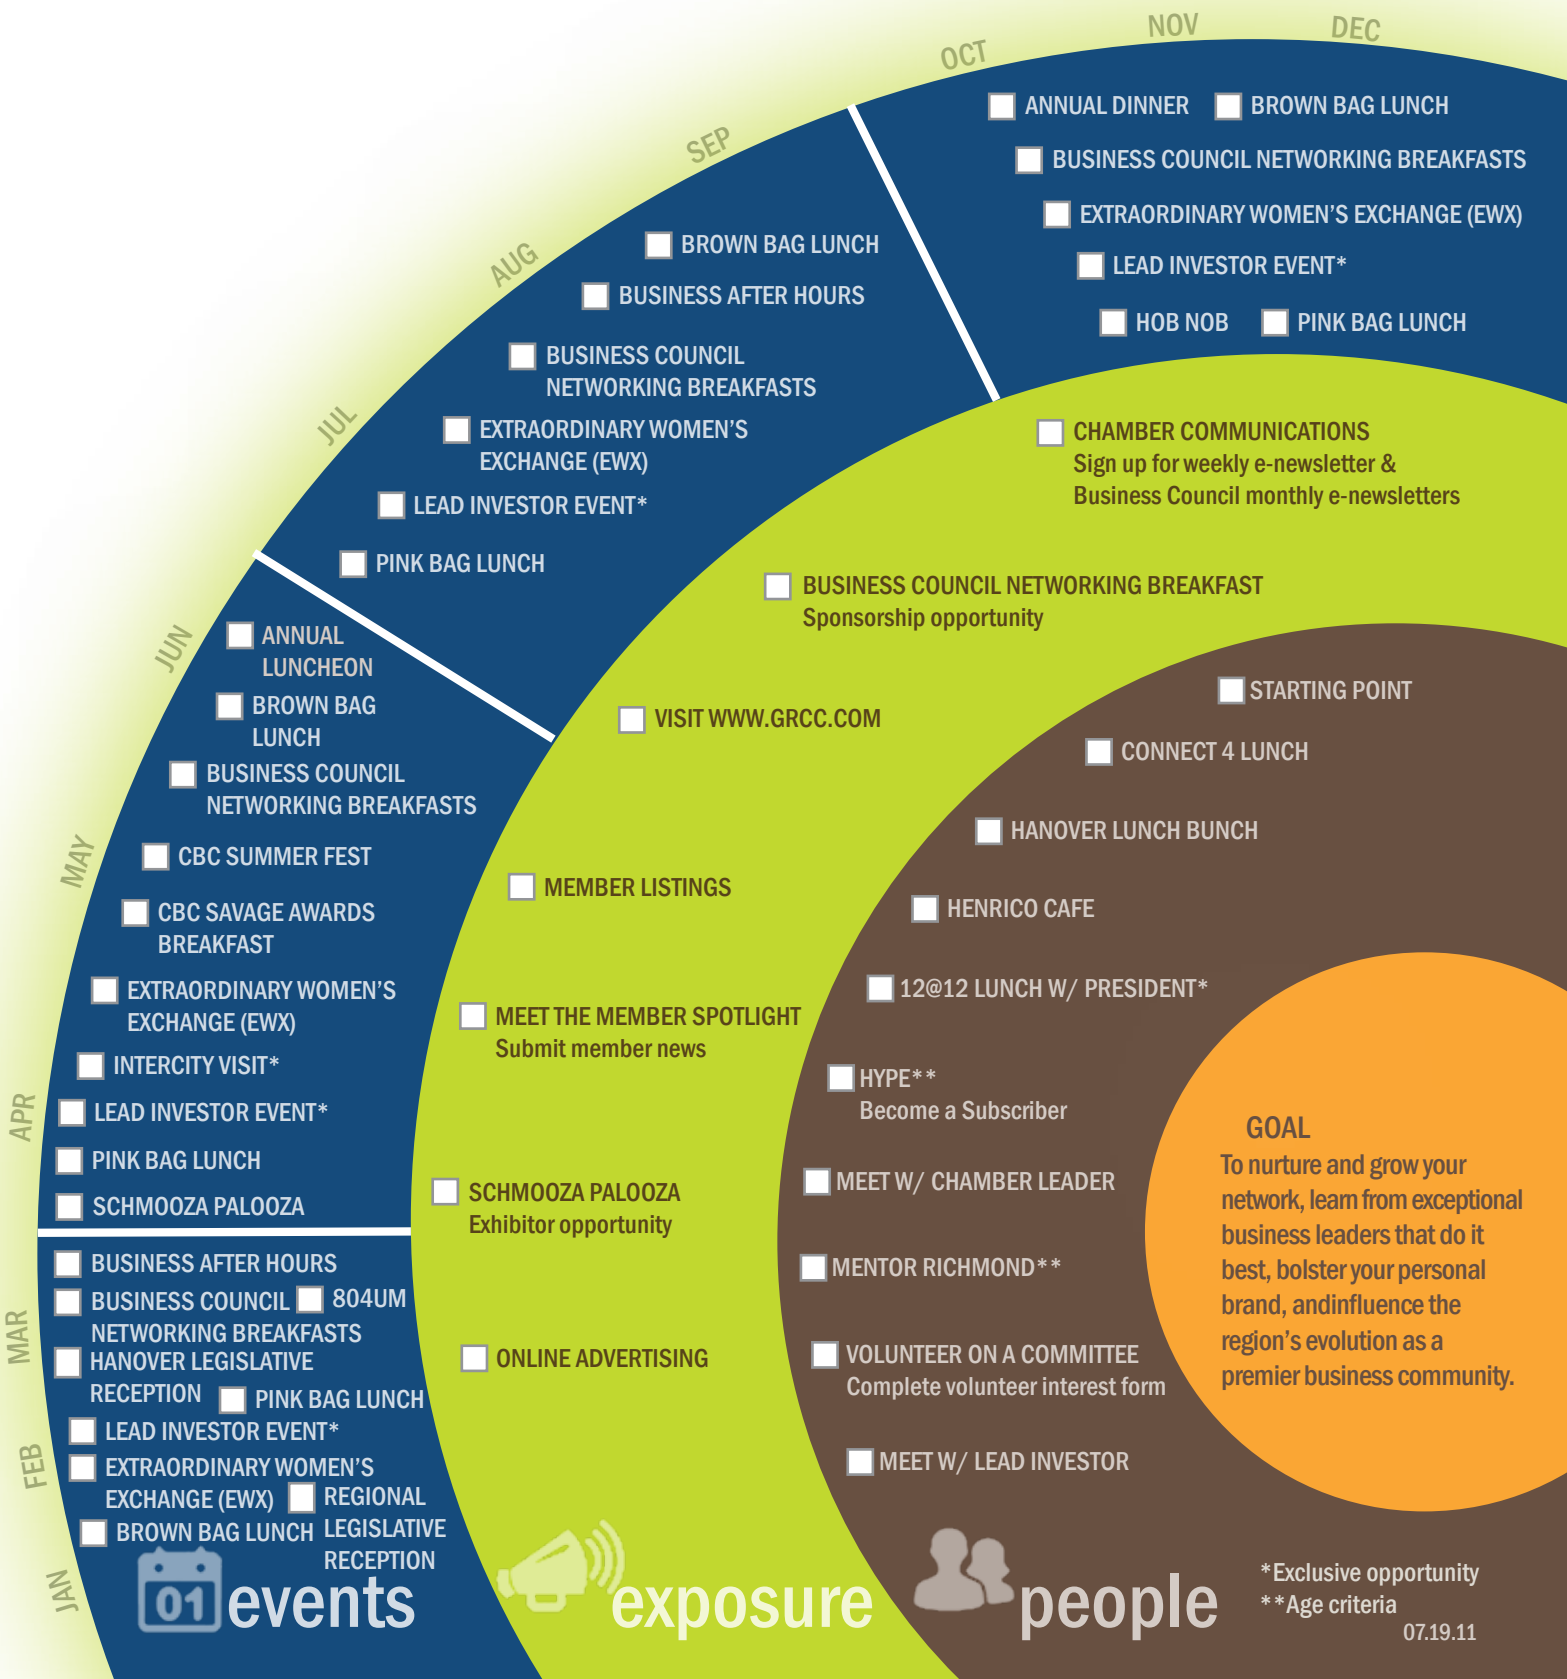 OCT
NOV
DEC
ANNUAL DINNER
BROWN BAG LUNCH
BUSINESS COUNCIL NETWORKING BREAKFASTS
EXTRAORDINARY WOMEN'S EXCHANGE (EWX)
LEAD INVESTOR EVENT*
HOB NOB
PINK BAG LUNCH
SEP
AUG
JUL
BROWN BAG LUNCH
BUSINESS AFTER HOURS
BUSINESS COUNCIL
NETWORKING BREAKFASTS
EXTRAORDINARY WOMEN'S
EXCHANGE (EWX)
LEAD INVESTOR EVENT*
PINK BAG LUNCH
JUN
MAY
APR
ANNUAL
LUNCHEON
BROWN BAG
LUNCH
BUSINESS COUNCIL
NETWORKING BREAKFASTS
CBC SUMMER FEST
CBC SAVAGE AWARDS
BREAKFAST
EXTRAORDINARY WOMEN'S
EXCHANGE (EWX)
INTERCITY VISIT*
LEAD INVESTOR EVENT*
PINK BAG LUNCH
SCHMOOZA PALOOZA
MAR
FEB
JAN
BUSINESS AFTER HOURS
BUSINESS COUNCIL
NETWORKING BREAKFASTS
804UM
HANOVER LEGISLATIVE
RECEPTION
PINK BAG LUNCH
LEAD INVESTOR EVENT*
EXTRAORDINARY WOMEN'S
EXCHANGE (EWX)
REGIONAL
LEGISLATIVE
RECEPTION
BROWN BAG LUNCH
01
events
CHAMBER COMMUNICATIONS
Sign up for weekly e-newsletter &
Business Council monthly e-newsletters
BUSINESS COUNCIL NETWORKING BREAKFAST
Sponsorship opportunity
VISIT WWW.GRCC.COM
MEMBER LISTINGS
MEET THE MEMBER SPOTLIGHT
Submit member news
SCHMOOZA PALOOZA
Exhibitor opportunity
ONLINE ADVERTISING
exposure
STARTING POINT
CONNECT 4 LUNCH
HANOVER LUNCH BUNCH
HENRICO CAFE
12@12 LUNCH W/ PRESIDENT*
HYPE**
Become a Subscriber
MEET W/ CHAMBER LEADER
MENTOR RICHMOND**
VOLUNTEER ON A COMMITTEE
Complete volunteer interest form
MEET W/ LEAD INVESTOR
people
GOAL
To nurture and grow your
network, learn from exceptional
business leaders that do it
best, bolster your personal
brand, andinfluence the
region's evolution as a
premier business community.
*Exclusive opportunity
**Age criteria
07.19.11